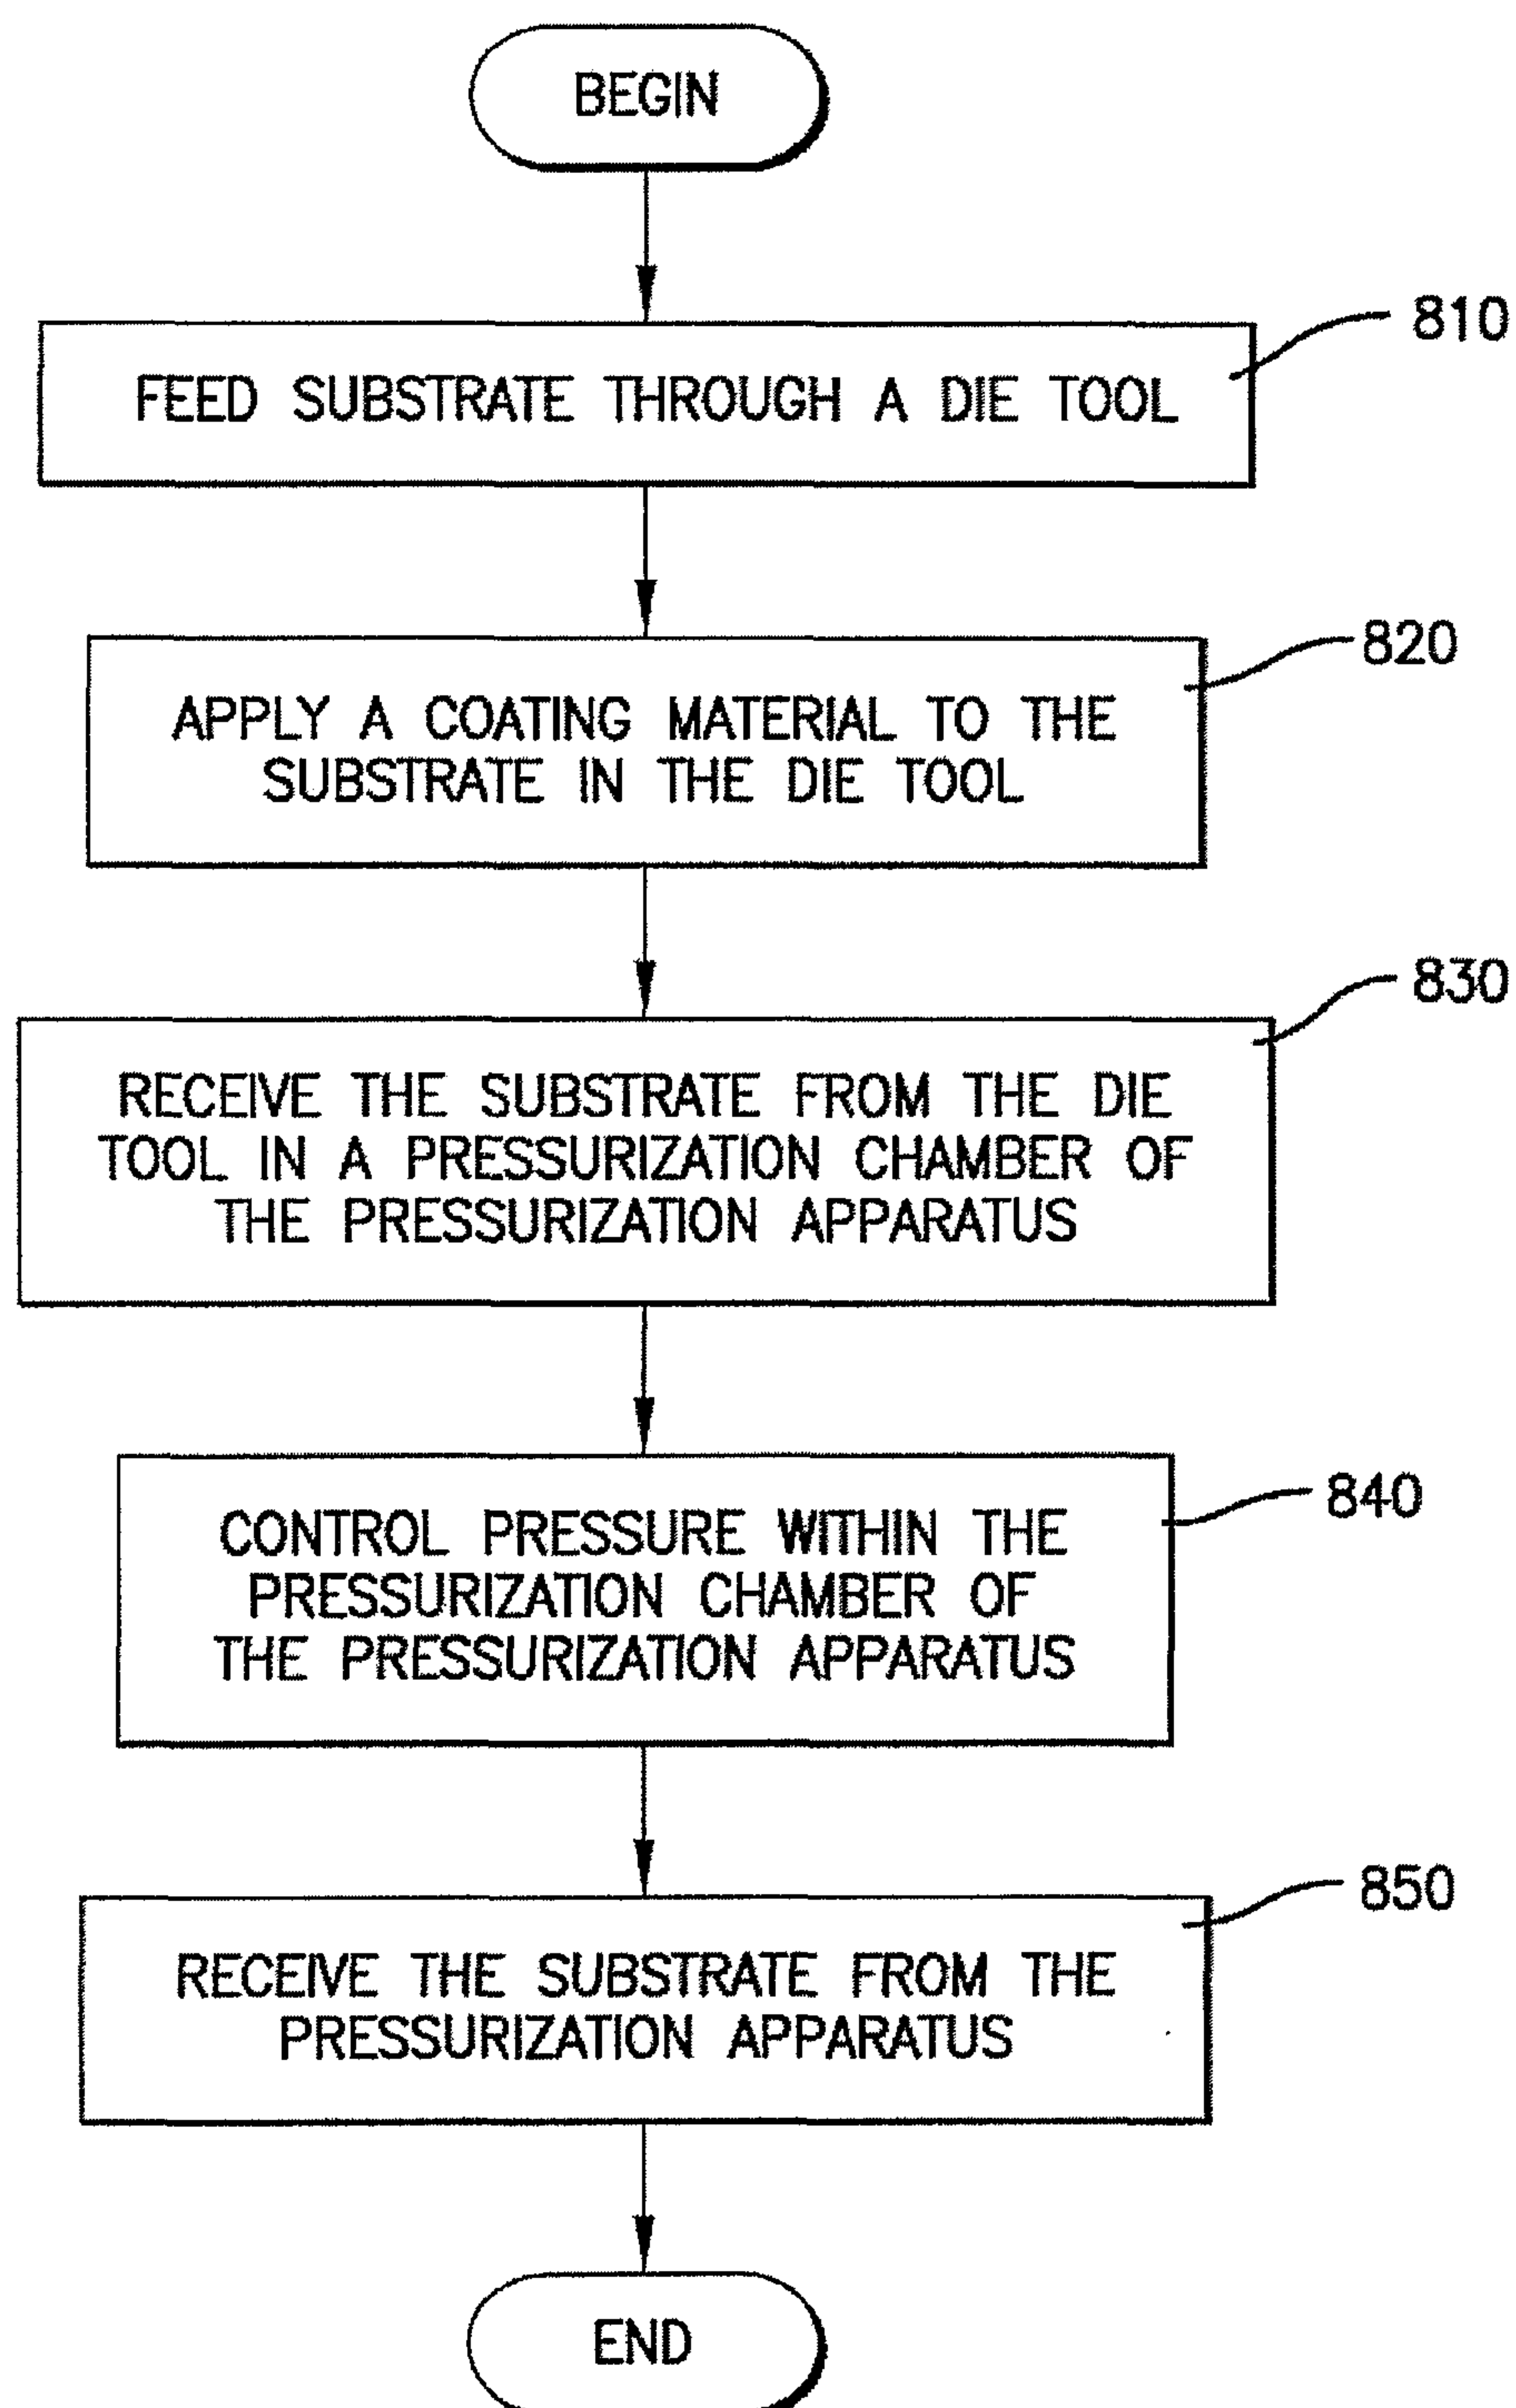 BEGIN
810
FEED SUBSTRATE THROUGH A DIE TOOL
820
APPLY A COATING MATERIAL TO THE
SUBSTRATE IN THE DIE TOOL
830
RECEIVE THE SUBSTRATE FROM THE DIE
TOOL IN A PRESSURIZATION CHAMBER OF
THE PRESSURIZATION APPARATUS
840
CONTROL PRESSURE WITHIN THE
PRESSURIZATION CHAMBER OF
THE PRESSURIZATION APPARATUS
850
RECEIVE THE SUBSTRATE FROM THE
PRESSURIZATION APPARATUS
END